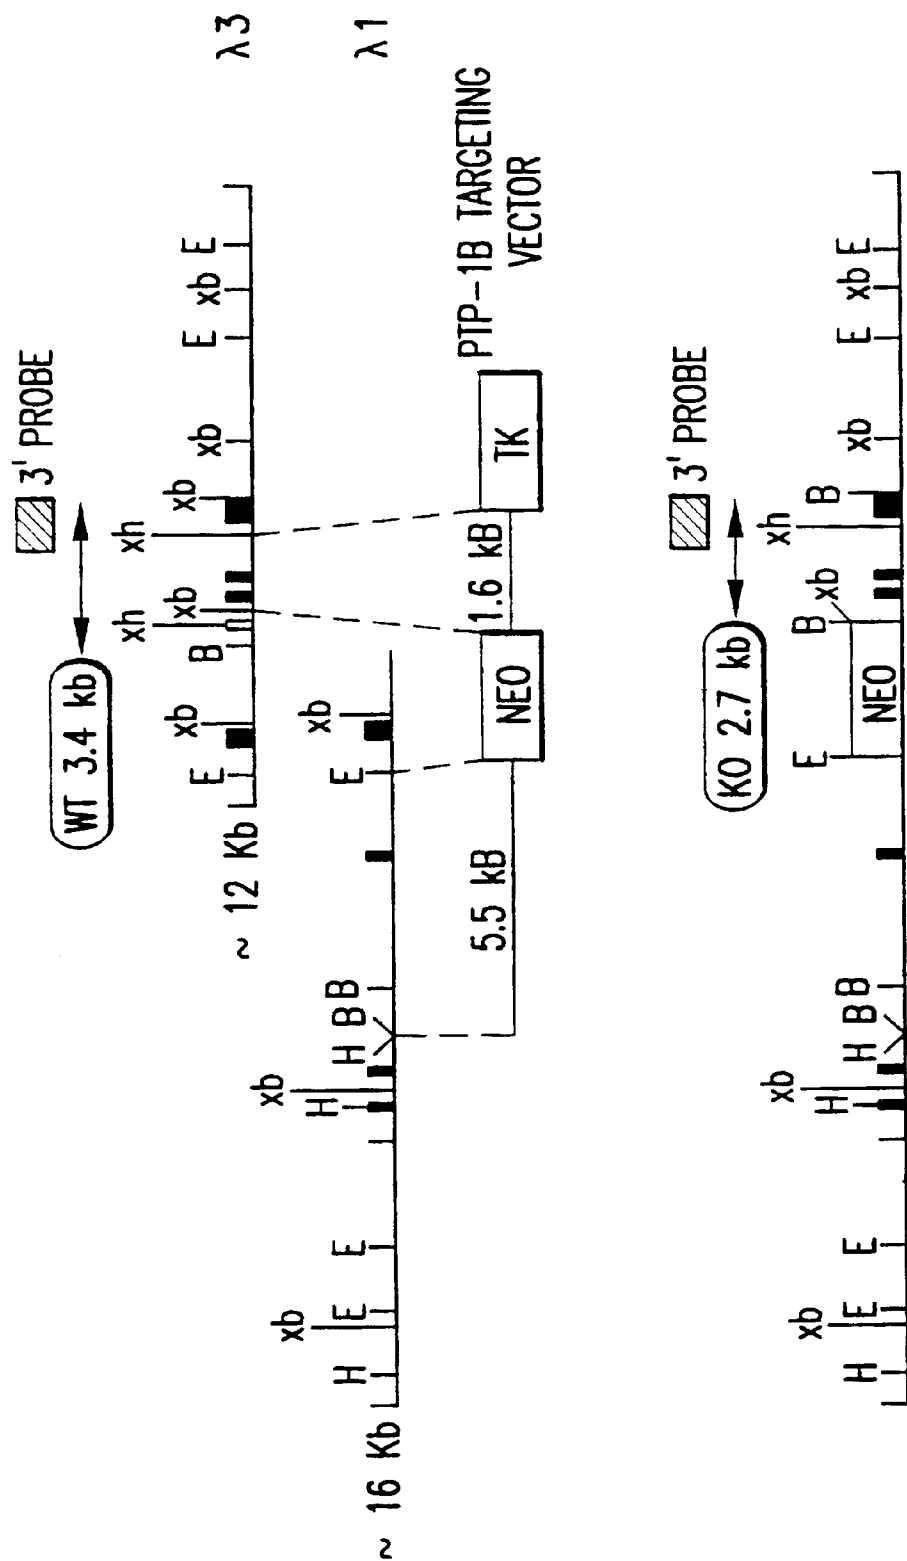 3' PROBE
WT 3.4 kb
E xb B xh xb xh xb xb E xb E
~ 12 Kb λ3
H xb E E H xb H B B E xb
~ 16 Kb λ1
5.5 kB NEO 1.6 kB TK
PTP-1B TARGETING
VECTOR
3' PROBE
KO 2.7 kb
H xb E E H xb H B B E NEO B xb xh B xb E xb E